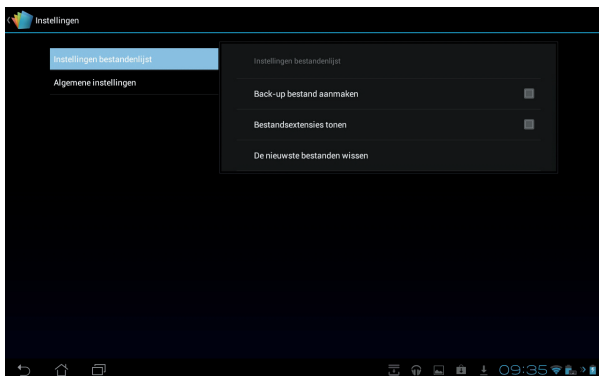 Instellingen
Instellingen bestandenlijst
Algemene instellingen
Instellingen bestandenlijst
Back-up bestand aanmaken
Bestandsextensies tonen
De nieuwste bestanden wissen
09:35